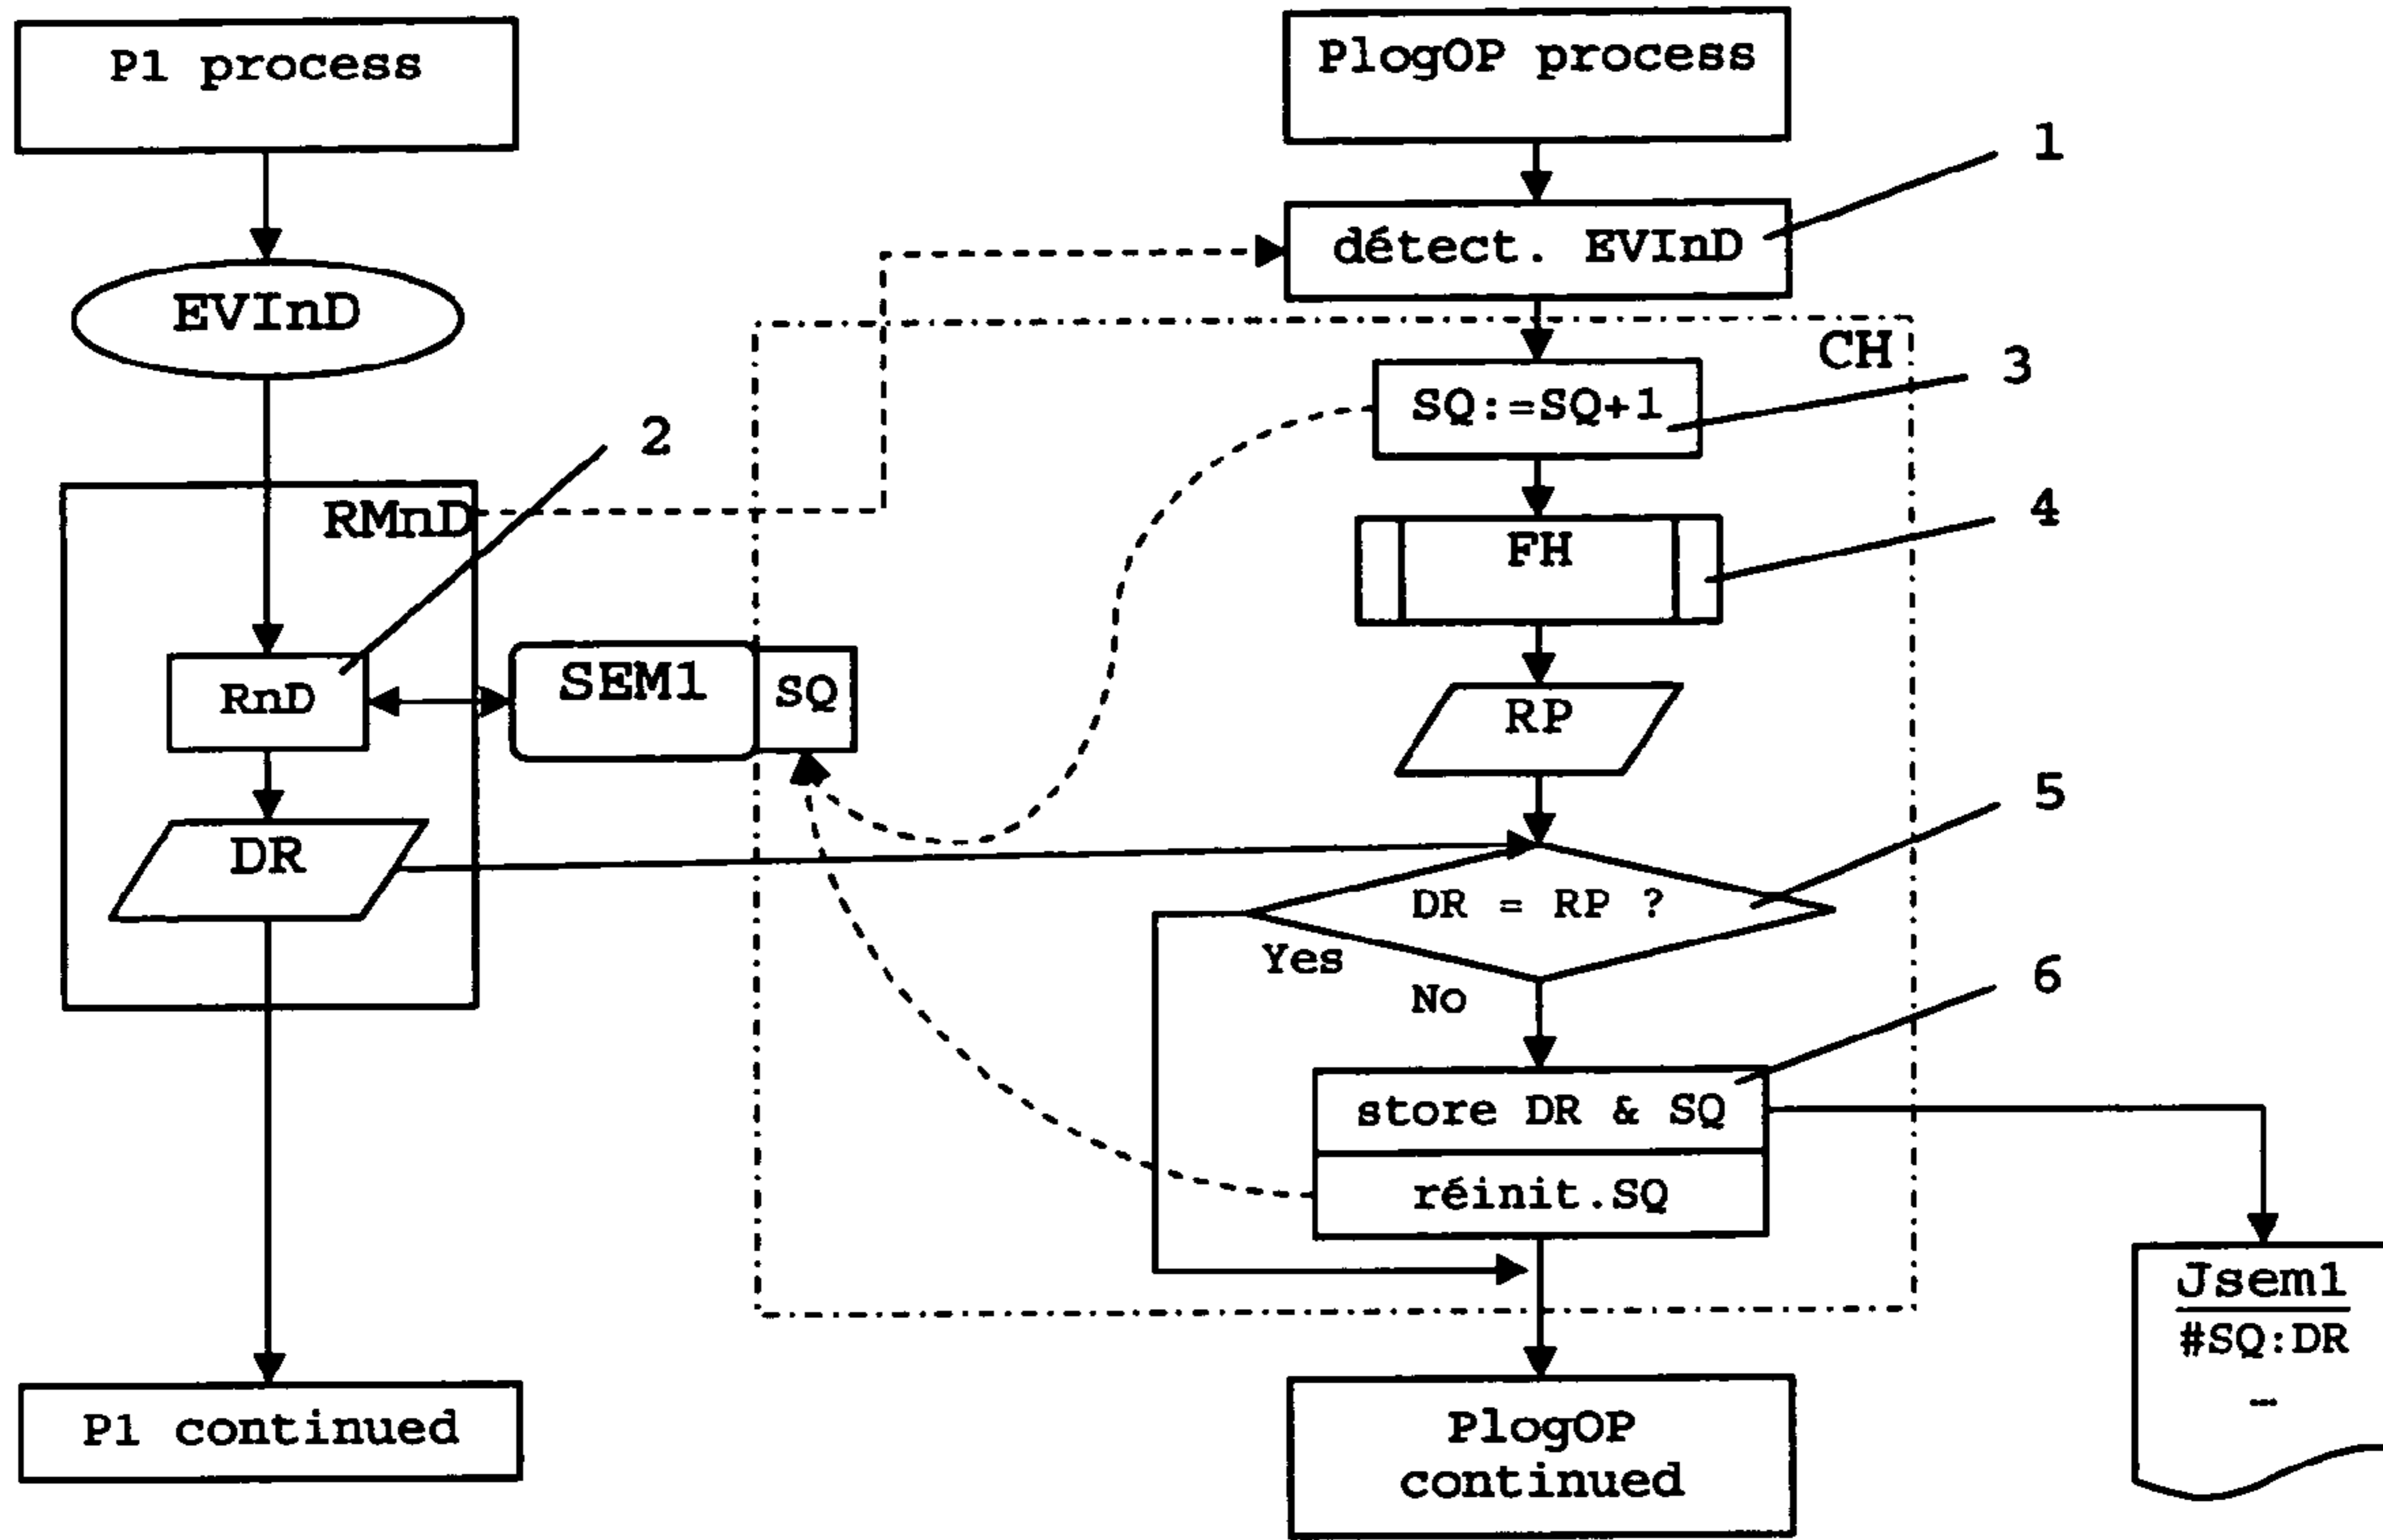 P1 process
PlogOP process
1
détect. EVInD
EVInD
CH
3
SQ:=SQ+1
2
RMnD
4
FH
RnD
SEM1
SQ
RP
5
DR
DR = RP ?
Yes
No
6
store DR & SQ
réinit.SQ
Jsem1
#SQ:DR
…
P1 continued
PlogOP
continued